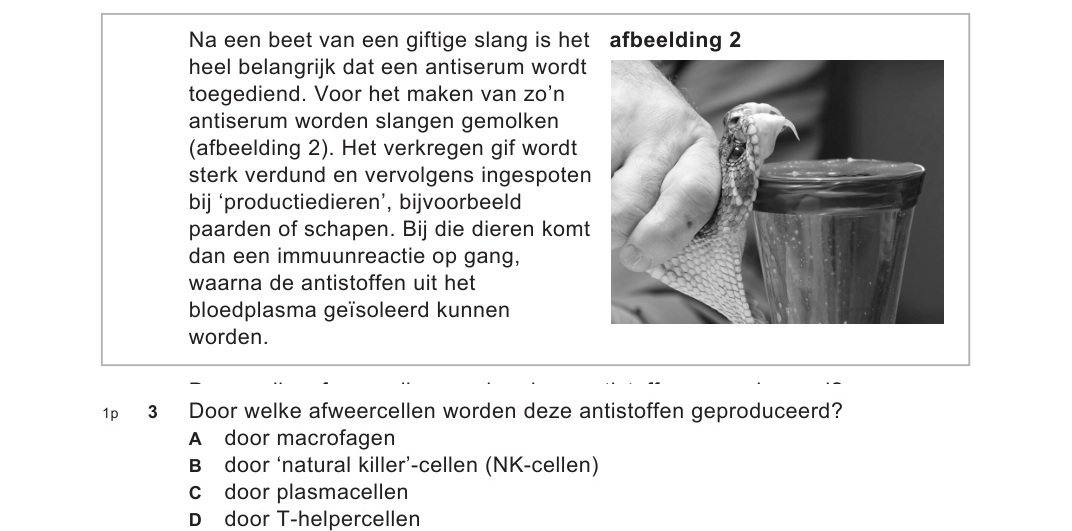 Na een beet van een giftige slang is het
heel belangrijk dat een antiserum wordt
toegediend. Voor het maken van zo’n
antiserum worden slangen gemolken
(afbeelding 2). Het verkregen gif wordt
sterk verdund en vervolgens ingespoten
bij ‘productiedieren’, bijvoorbeeld
paarden of schapen. Bij die dieren komt
dan een immuunreactie op gang,
waarna de antistoffen uit het
bloedplasma geïsoleerd kunnen
worden.
afbeelding 2
1p 3 Door welke afweercellen worden deze antistoffen geproduceerd?
A door macrofagen
B door ‘natural killer’-cellen (NK-cellen)
C door plasmacellen
D door T-helpercellen